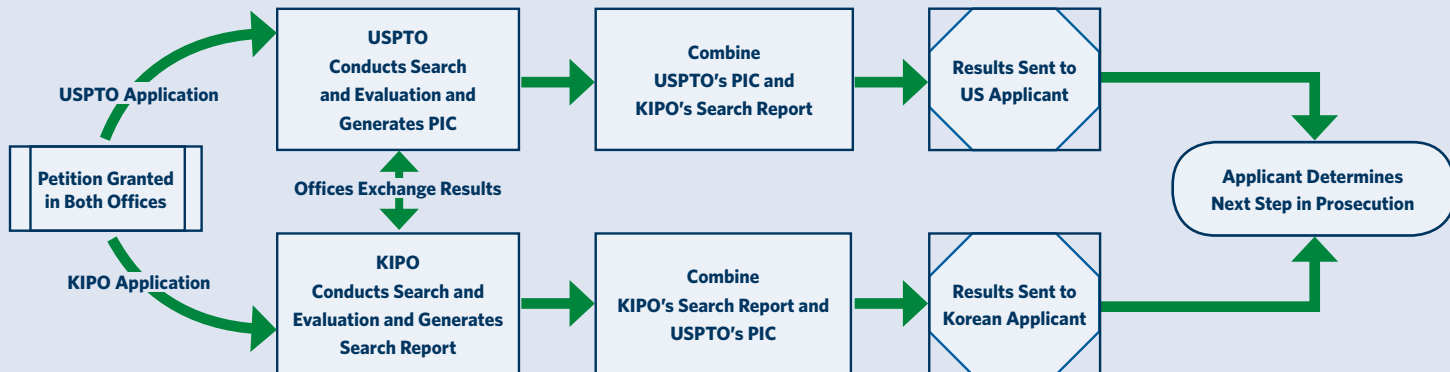 USPTO Application
Petition Granted
in Both Offices
KIPO Application
USPTO
Conducts Search
and Evaluation and
Generates PIC
Offices Exchange Results
KIPO
Conducts Search and
Evaluation and Generates
Search Report
Combine
USPTO's PIC and
KIPO's Search Report
Combine
KIPO's Search Report and
USPTO's PIC
Results Sent to
US Applicant
Results Sent to
Korean Applicant
Applicant Determines
Next Step in Prosecution